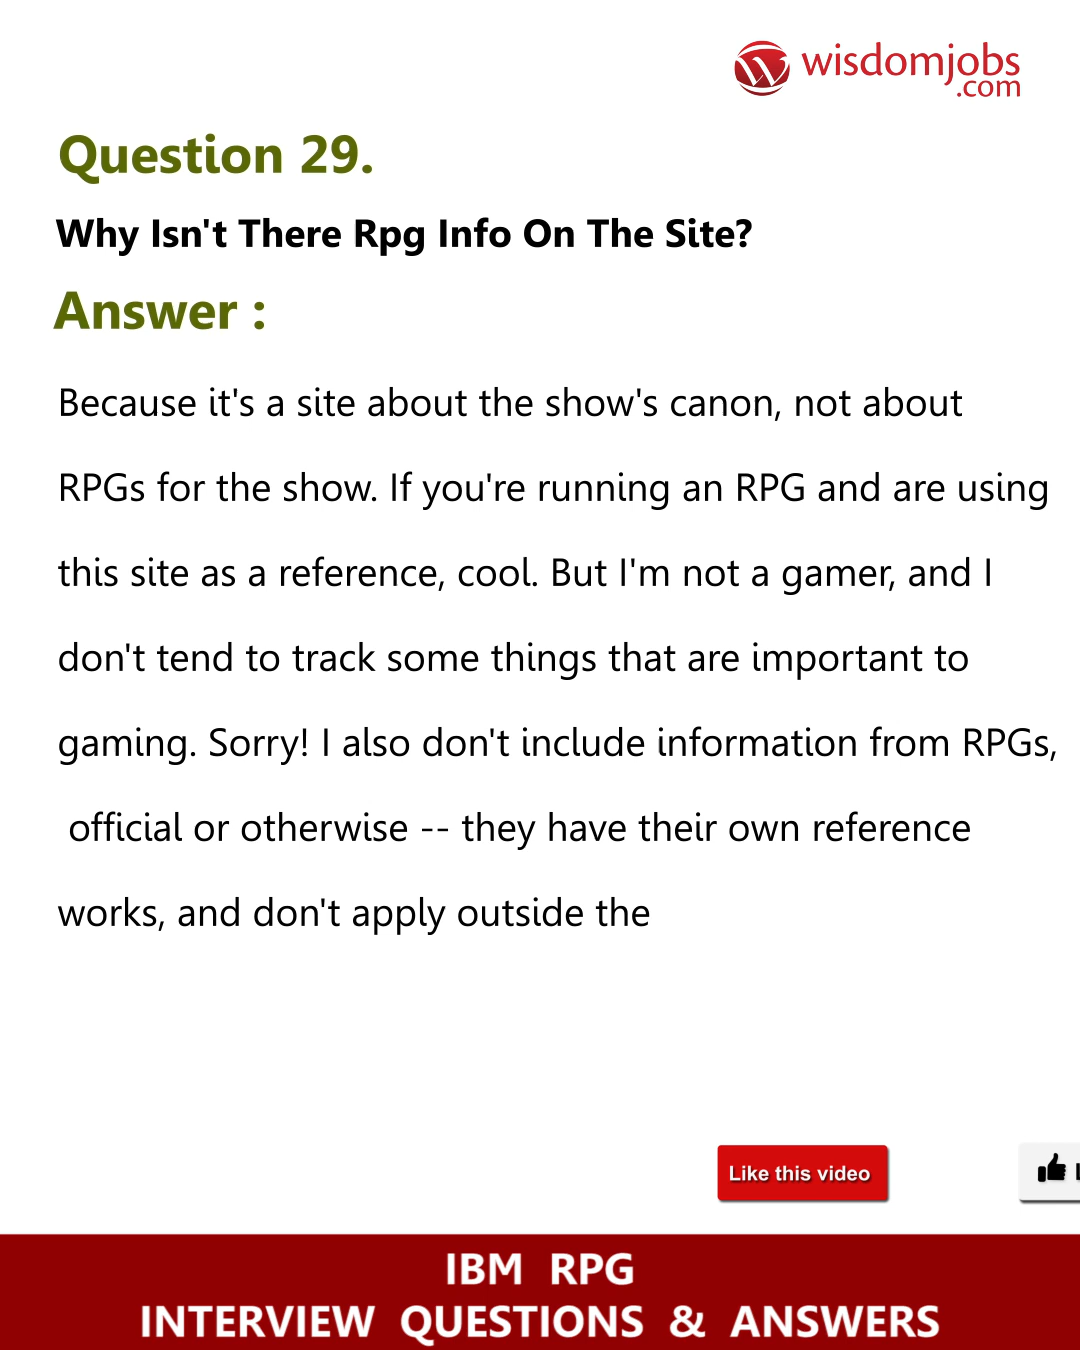 wisdomjobs
.com
Question 29.
Why Isn't There Rpg Info On The Site?
Answer :
Because it's a site about the show's canon, not about
RPGs for the show. If you're running an RPG and are using
this site as a reference, cool. But I'm not a gamer, and I
don't tend to track some things that are important to
gaming. Sorry! I also don't include information from RPGs,
official or otherwise -- they have their own reference
works, and don't apply outside the
Like this video
IBM RPG
INTERVIEW QUESTIONS & ANSWERS